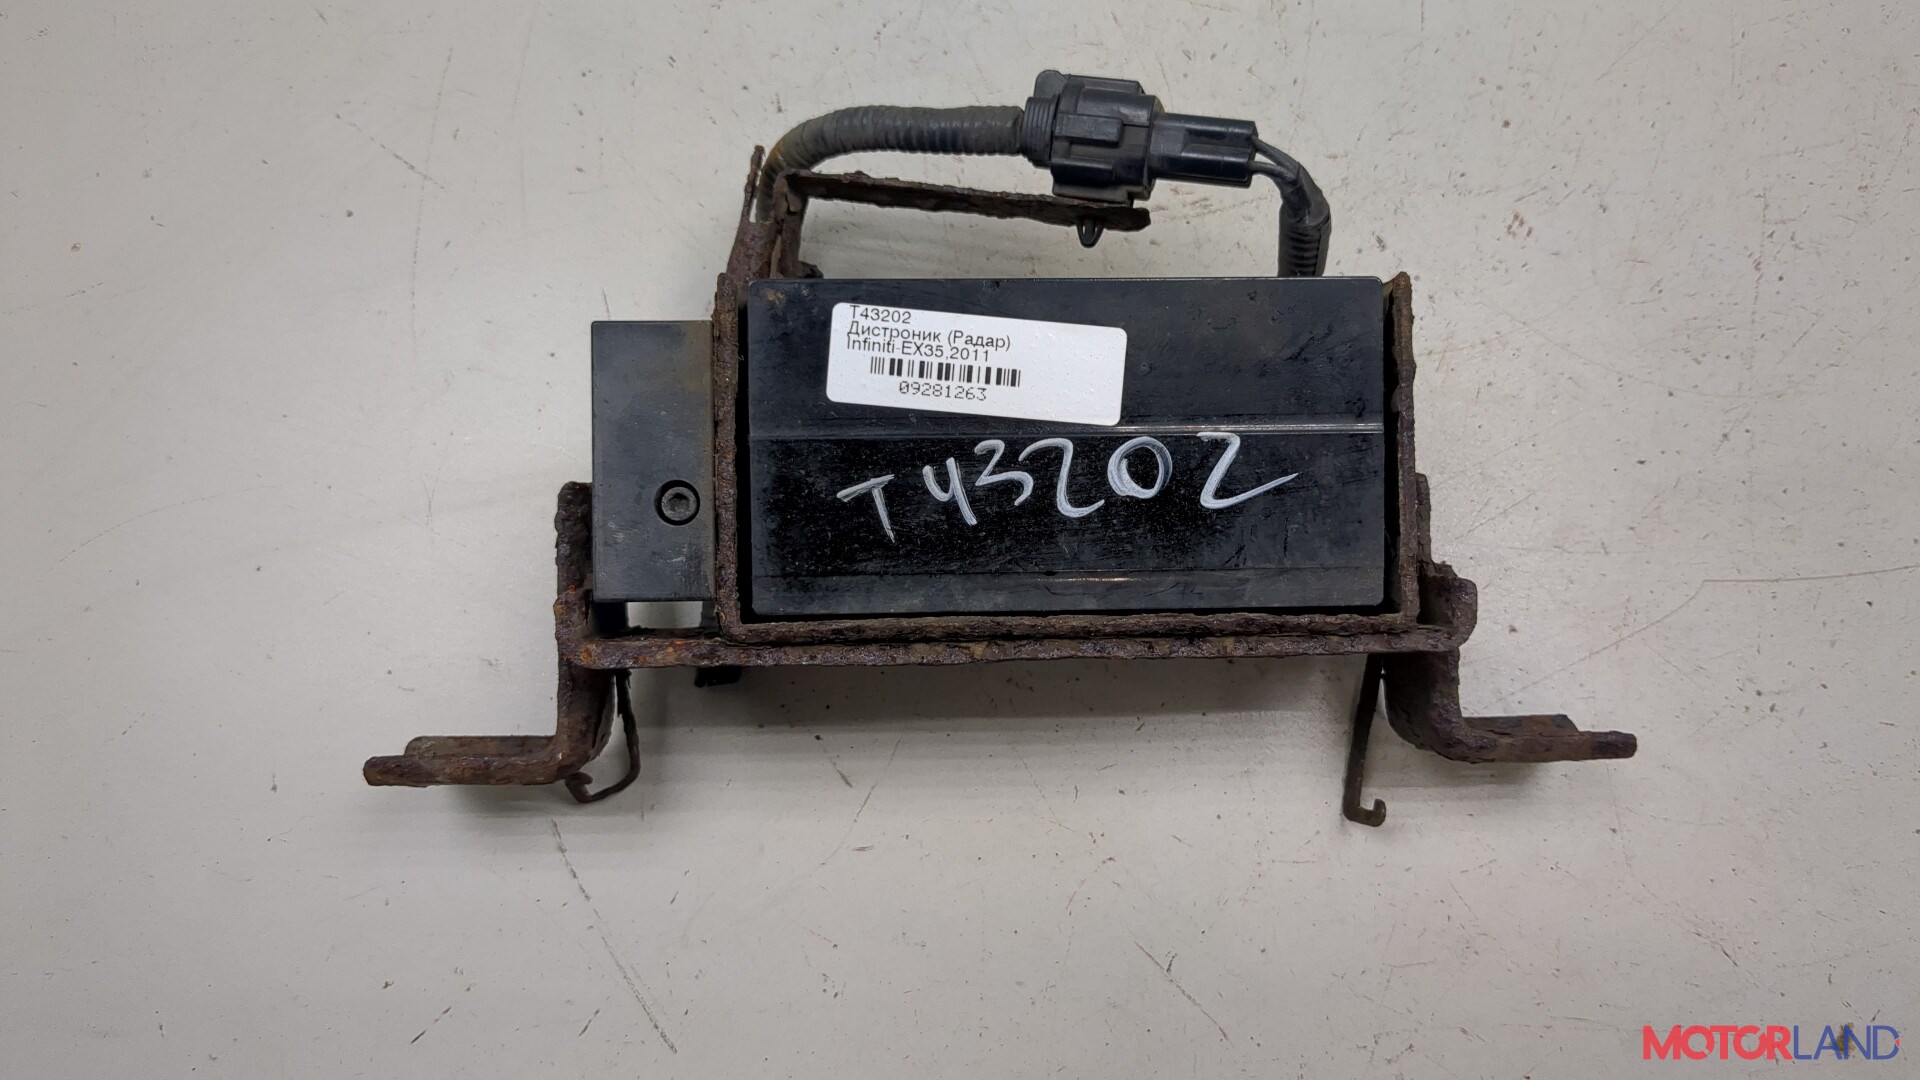 T43202
Дистроник (Радар)
Infiniti EX35,2011
09281263
T43202
MOTORLAND